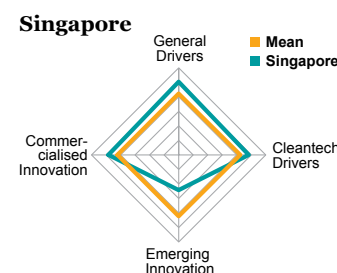 Singapore
General
Drivers
Mean
Singapore
Commer-
cialised
Innovation
Cleantech
Drivers
Emerging
Innovation